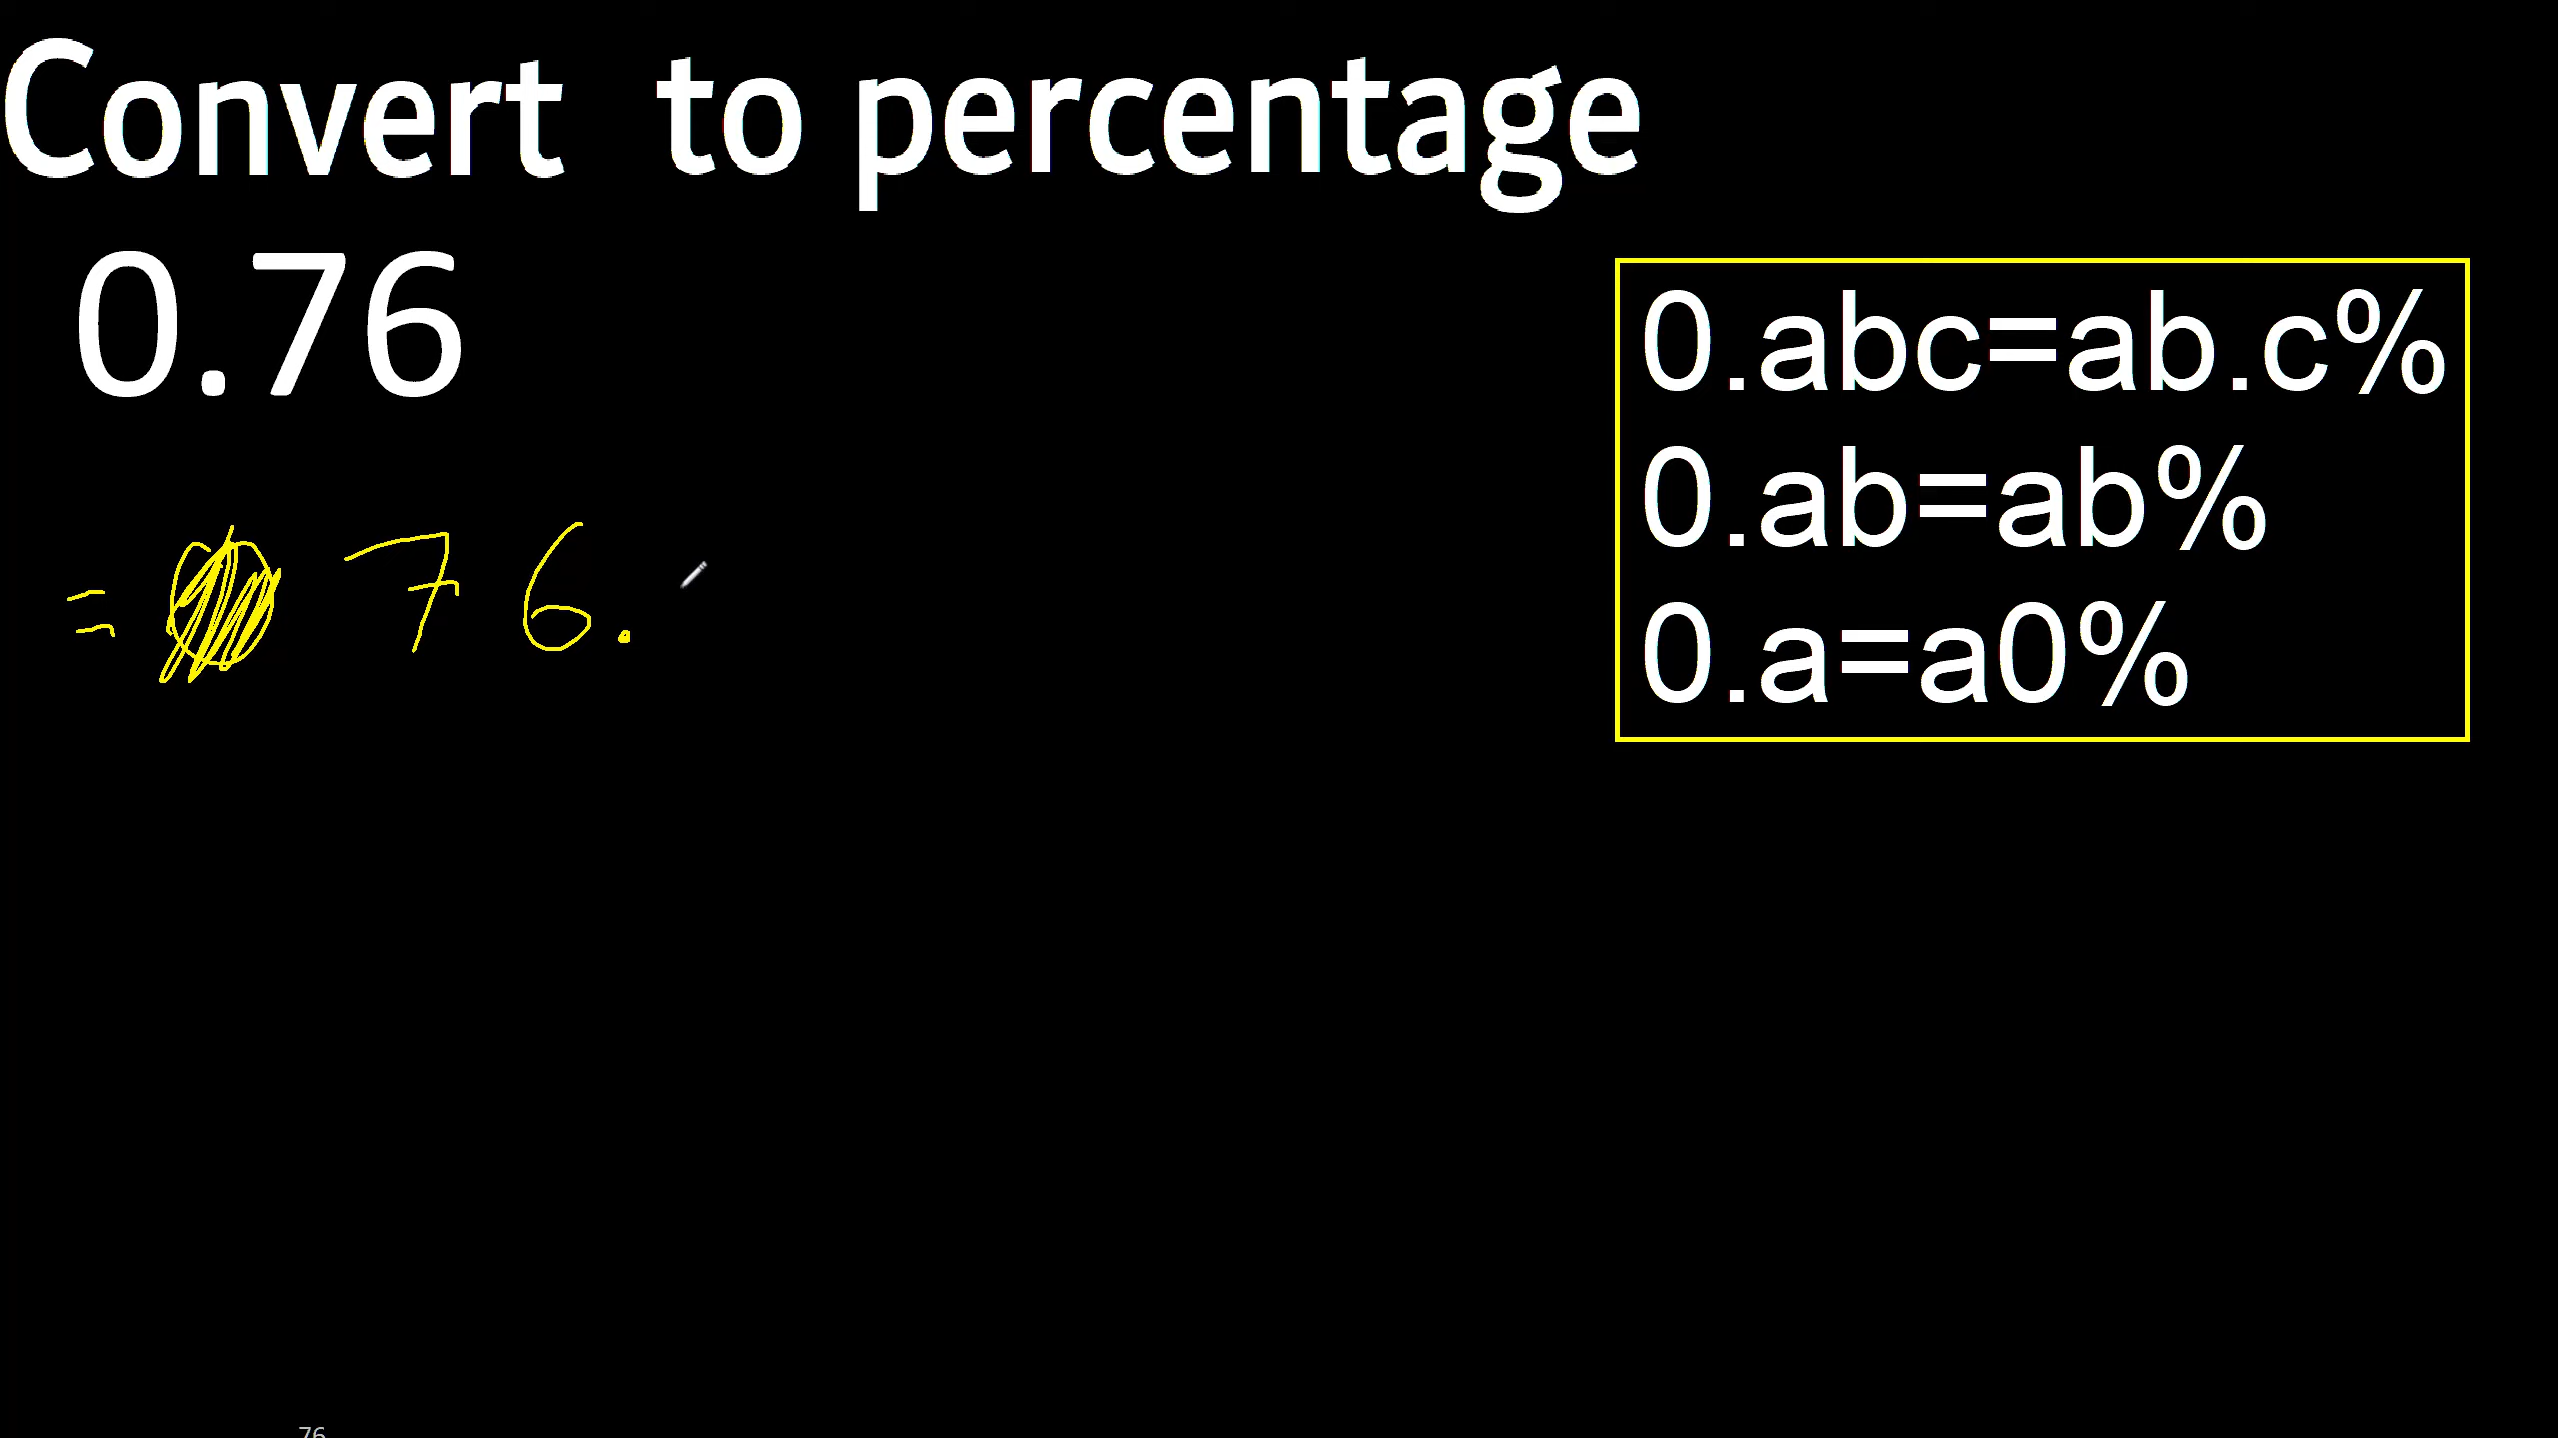 Convert to percentage
0.76
0.abc=ab.c%
0.ab=ab%
0.a=a0%
= 76.
76